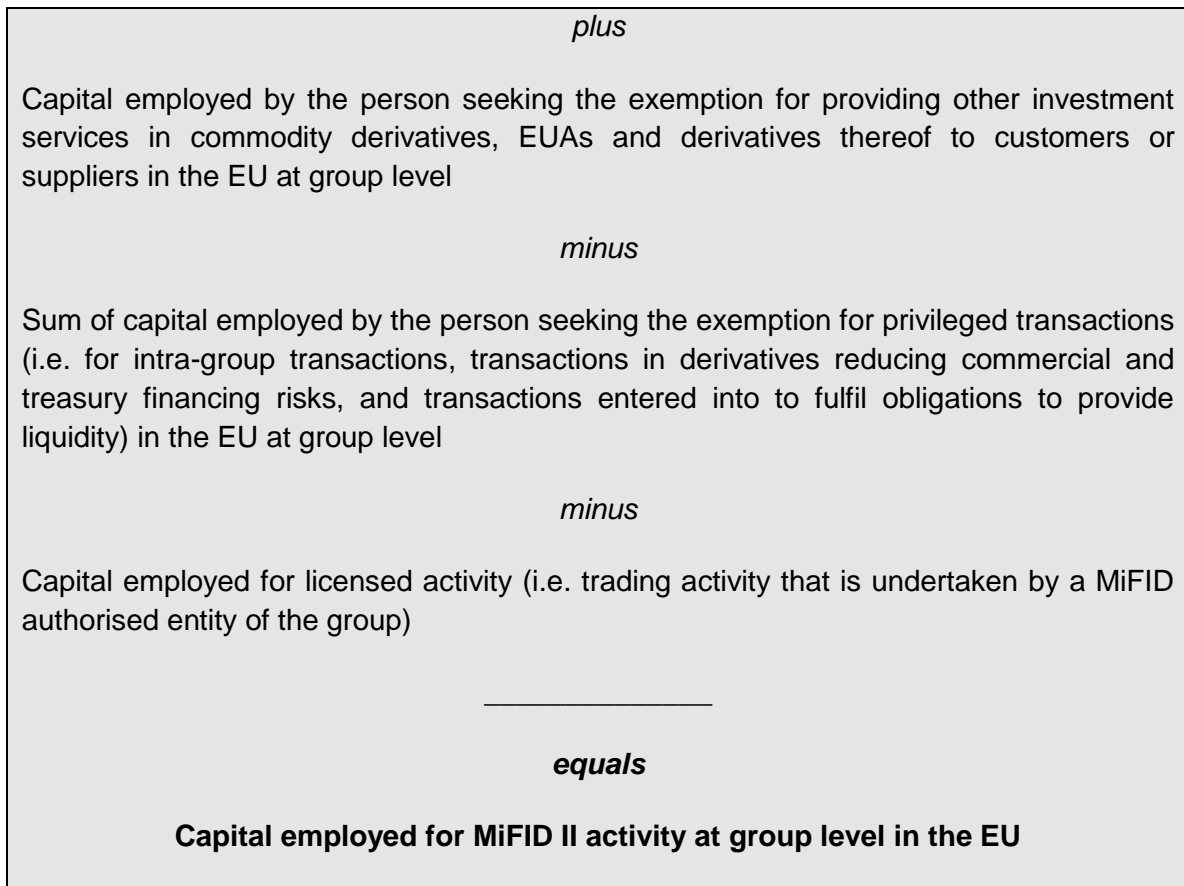 plus
Capital employed by the person seeking the exemption for providing other investment
services in commodity derivatives, EUAs and derivatives thereof to customers or
suppliers in the EU at group level
minus
Sum of capital employed by the person seeking the exemption for privileged transactions
(i.e. for intra-group transactions, transactions in derivatives reducing commercial and
treasury financing risks, and transactions entered into to fulfil obligations to provide
liquidity) in the EU at group level
minus
Capital employed for licensed activity (i.e. trading activity that is undertaken by a MiFID
authorised entity of the group)
______________
equals
Capital employed for MiFID II activity at group level in the EU